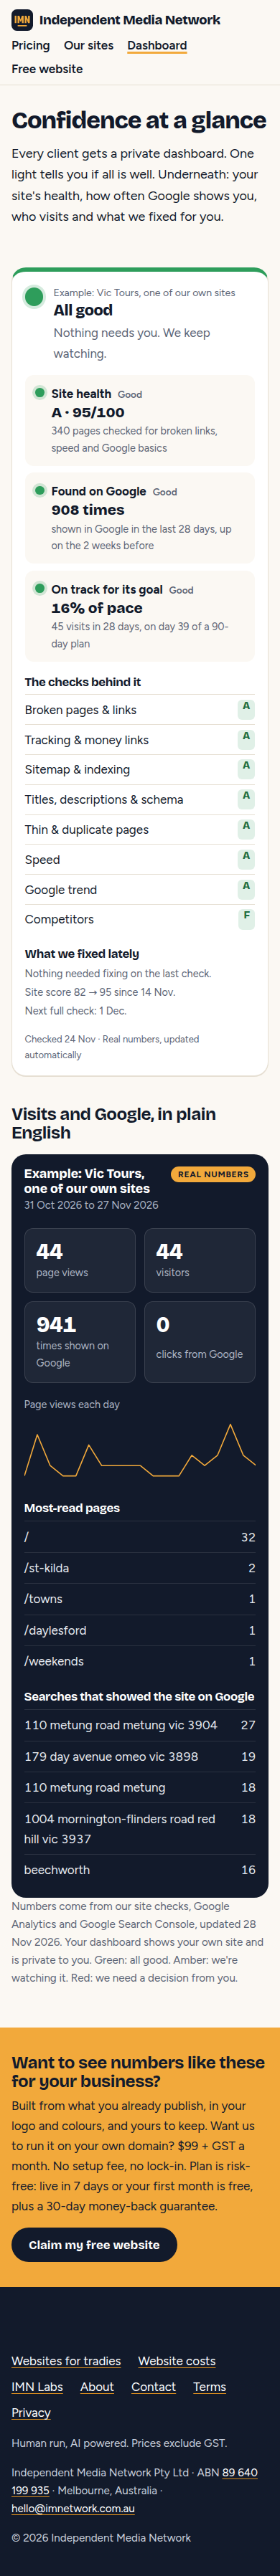 IMN Independent Media Network
Pricing Our sites Dashboard
Free website
Confidence at a glance
Every client gets a private dashboard. One
light tells you if all is well. Underneath: your
site's health, how often Google shows you,
who visits and what we fixed for you.
Example: Vic Tours, one of our own sites
All good
Nothing needs you. We keep
watching.
Site health Good
A · 95/100
340 pages checked for broken links,
speed and Google basics
Found on Google Good
908 times
shown in Google in the last 28 days, up
on the 2 weeks before
On track for its goal Good
16% of pace
45 visits in 28 days, on day 39 of a 90-
day plan
The checks behind it
Broken pages & links A
Tracking & money links A
Sitemap & indexing A
Titles, descriptions & schema A
Thin & duplicate pages A
Speed A
Google trend A
Competitors F
What we fixed lately
Nothing needed fixing on the last check.
Site score 82 → 95 since 14 Nov.
Next full check: 1 Dec.
Checked 24 Nov · Real numbers, updated
automatically
Visits and Google, in plain
English
Example: Vic Tours,
one of our own sites
REAL NUMBERS
31 Oct 2026 to 27 Nov 2026
44
page views
44
visitors
941
times shown on
Google
0
clicks from Google
Page views each day
Most-read pages
/ 32
/st-kilda 2
/towns 1
/daylesford 1
/weekends 1
Searches that showed the site on Google
110 metung road metung vic 3904 27
179 day avenue omeo vic 3898 19
110 metung road metung 18
1004 mornington-flinders road red 18
hill vic 3937
beechworth 16
Numbers come from our site checks, Google
Analytics and Google Search Console, updated 28
Nov 2026. Your dashboard shows your own site and
is private to you. Green: all good. Amber: we're
watching it. Red: we need a decision from you.
Want to see numbers like these
for your business?
Built from what you already publish, in your
logo and colours, and yours to keep. Want us
to run it on your own domain? $99 + GST a
month. No setup fee, no lock-in. Plan is risk-
free: live in 7 days or your first month is free,
plus a 30-day money-back guarantee.
Claim my free website
Websites for tradies Website costs
IMN Labs About Contact Terms
Privacy
Human run, AI powered. Prices exclude GST.
Independent Media Network Pty Ltd · ABN 89 640
199 935 · Melbourne, Australia ·
hello@imnetwork.com.au
© 2026 Independent Media Network